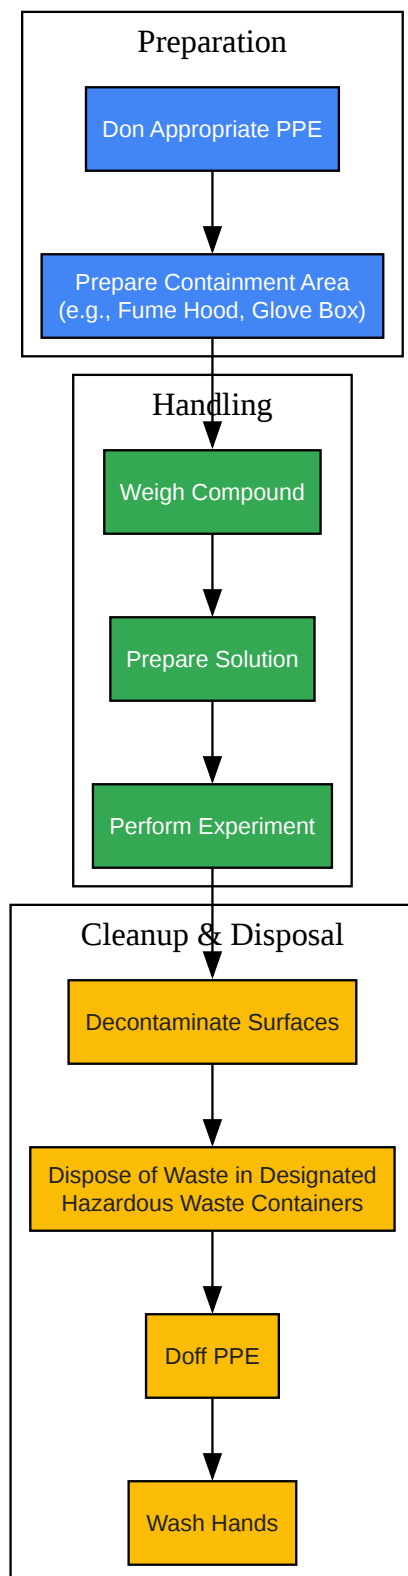 Preparation
Don Appropriate PPE
Prepare Containment Area
(e.g., Fume Hood, Glove Box)
Handling
Weigh Compound
Prepare Solution
Perform Experiment
Cleanup & Disposal
Decontaminate Surfaces
Dispose of Waste in Designated
Hazardous Waste Containers
Doff PPE
Wash Hands